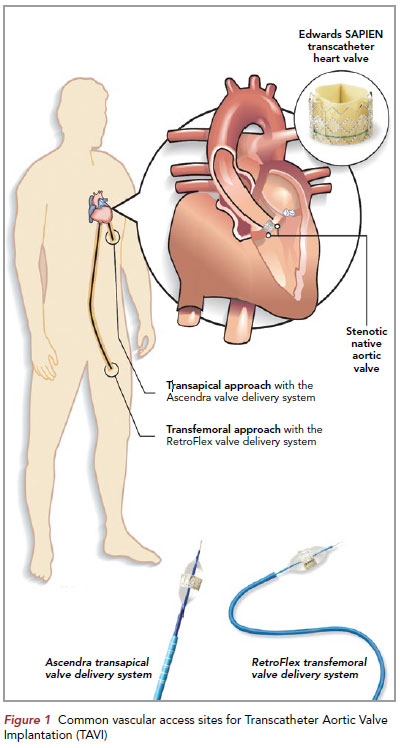 Edwards SAPIEN
transcatheter
heart valve
Stenotic
native
aortic
valve
Transapical approach with the
Ascendra valve delivery system
Transfemoral approach with the
RetroFlex valve delivery system
Ascendra transapical
valve delivery system
RetroFlex transfemoral
valve delivery system
Figure 1 Common vascular access sites for Transcatheter Aortic Valve
Implantation (TAVI)